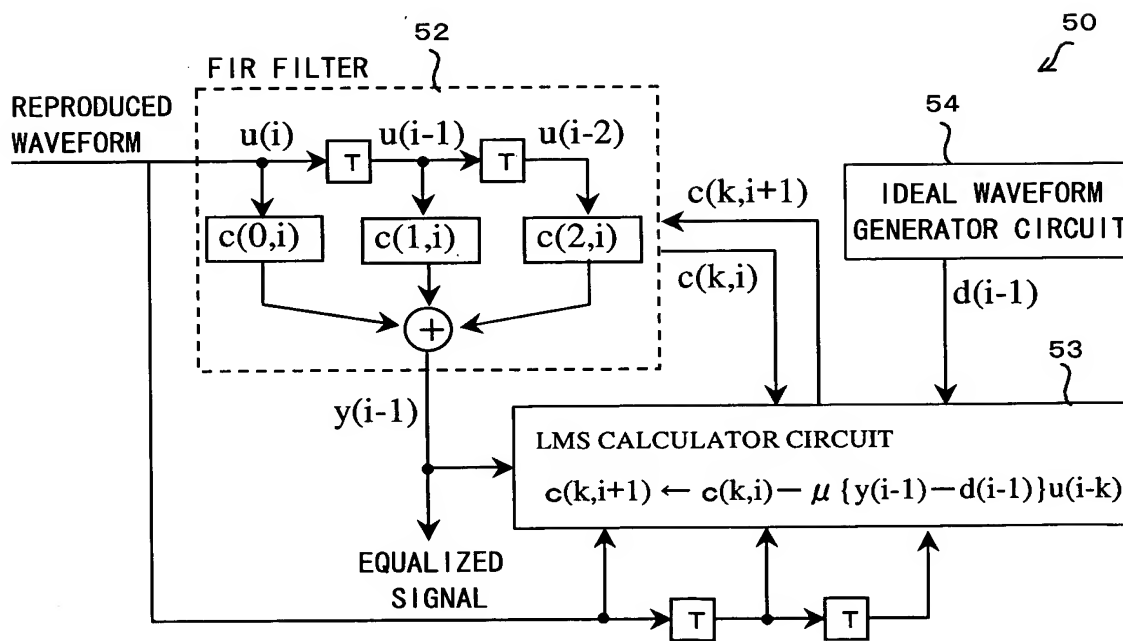 50
52
FIR FILTER
REPRODUCED
WAVEFORM
u(i)
T
u(i-1)
T
u(i-2)
54
IDEAL WAVEFORM
GENERATOR CIRCUIT
c(0,i)
c(1,i)
c(2,i)
c(k,i+1)
c(k,i)
d(i-1)
+
53
y(i-1)
LMS CALCULATOR CIRCUIT
c(k,i+1) ← c(k,i)− μ {y(i-1)−d(i-1)}u(i-k)
EQUALIZED
SIGNAL
T
T